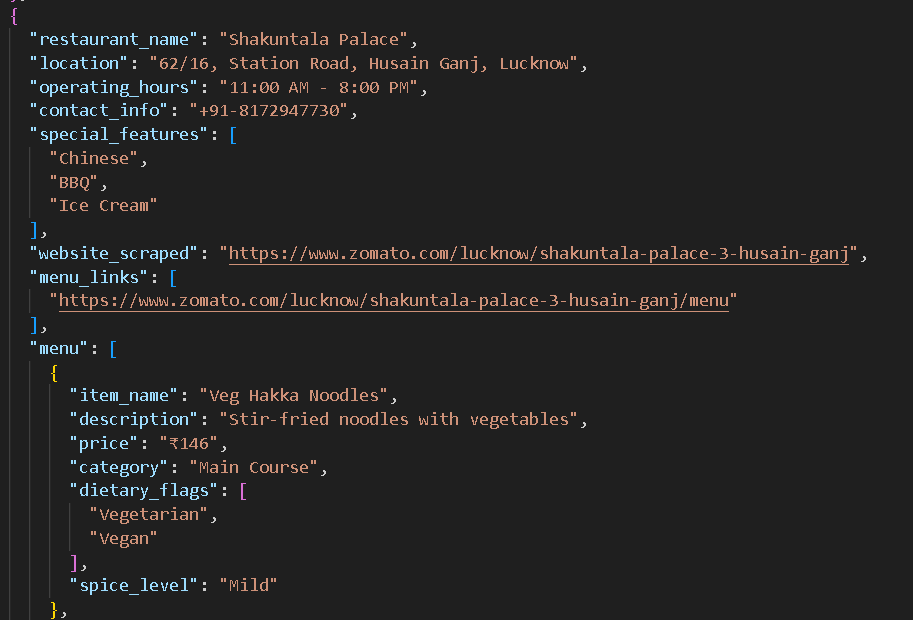 {
"restaurant_name": "Shakuntala Palace",
"location": "62/16, Station Road, Husain Ganj, Lucknow",
"operating_hours": "11:00 AM - 8:00 PM",
"contact_info": "+91-8172947730",
"special_features": [
"Chinese",
"BBQ",
"Ice Cream"
],
"website_scraped": "https://www.zomato.com/lucknow/shakuntala-palace-3-husain-ganj",
"menu_links": [
"https://www.zomato.com/lucknow/shakuntala-palace-3-husain-ganj/menu"
],
"menu": [
{
"item_name": "Veg Hakka Noodles",
"description": "Stir-fried noodles with vegetables",
"price": "₹146",
"category": "Main Course",
"dietary_flags": [
"Vegetarian",
"Vegan"
],
"spice_level": "Mild"
},